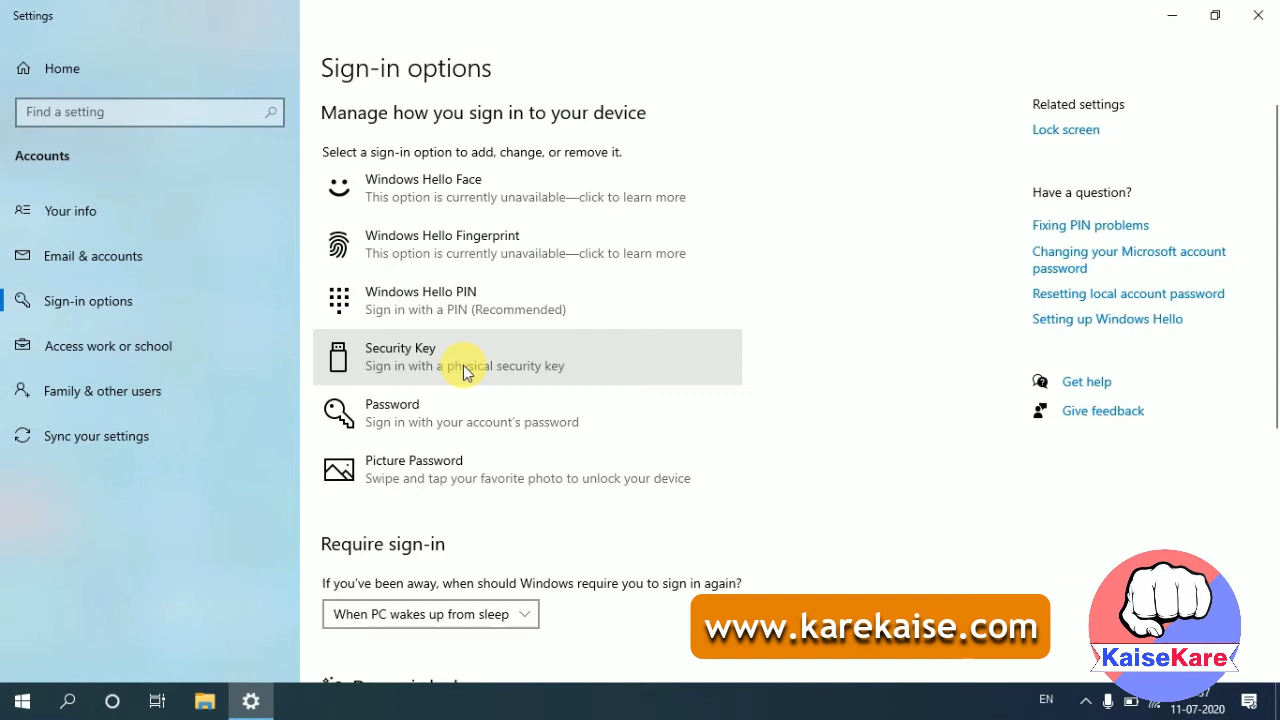 Settings
Home
Find a setting
Accounts
Your info
Email & accounts
Sign-in options
Access work or school
Family & other users
Sync your settings
Sign-in options
Manage how you sign in to your device
Select a sign-in option to add, change, or remove it.
Windows Hello Face
This option is currently unavailable—click to learn more
Windows Hello Fingerprint
This option is currently unavailable—click to learn more
Windows Hello PIN
Sign in with a PIN (Recommended)
Security Key
Sign in with a physical security key
Password
Sign in with your account's password
Picture Password
Swipe and tap your favorite photo to unlock your device
Require sign-in
If you've been away, when should Windows require you to sign in again?
When PC wakes up from sleep
Related settings
Lock screen
Have a question?
Fixing PIN problems
Changing your Microsoft account
password
Resetting local account password
Setting up Windows Hello
Get help
Give feedback
www.karekaise.com
KaiseKare
EN
11-07-2020